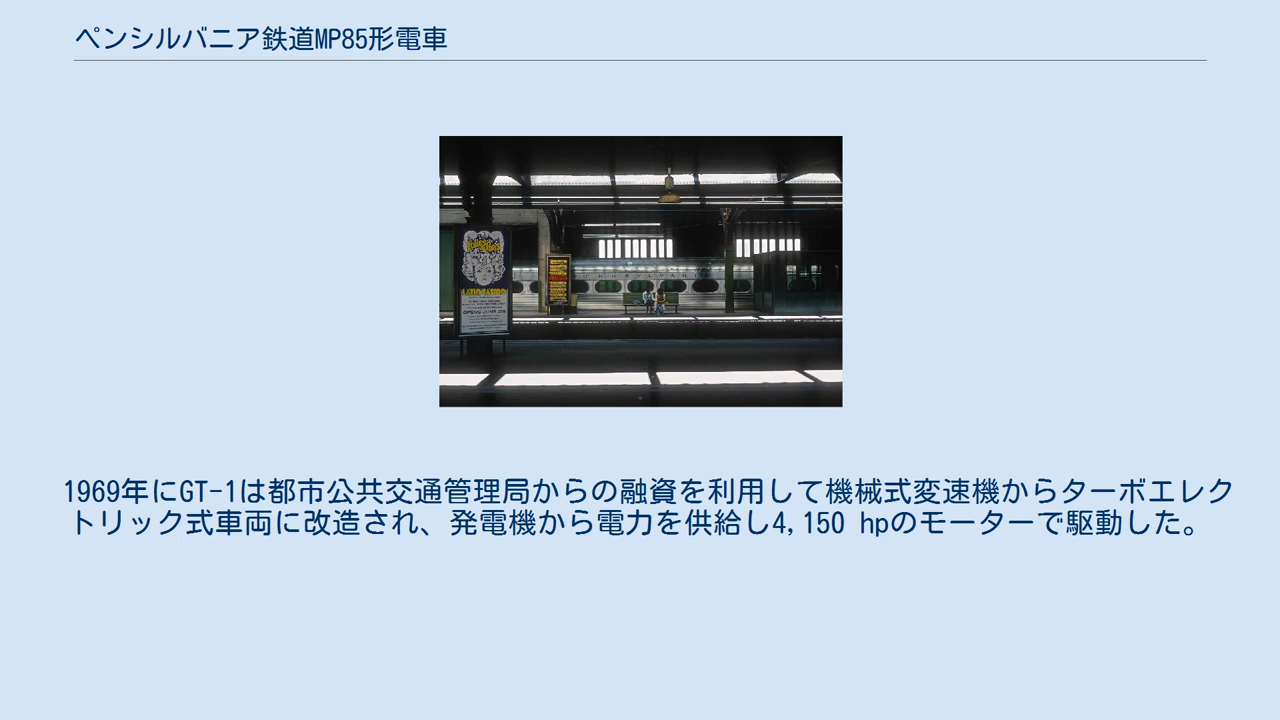 ペンシルバニア鉄道MP85形電車
LATIN CASINO
1969年にGT-1は都市公共交通管理局からの融資を利用して機械式変速機からターボエレク
トリック式車両に改造され、発電機から電力を供給し4,150 hpのモーターで駆動した。